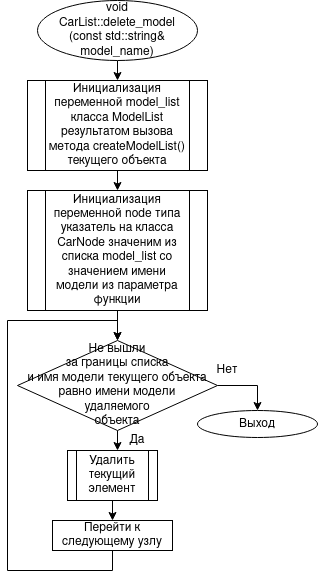 void
CarList::delete_model
(const std::string&
model_name)
Инициализация
переменной model_list
класса ModelList
результатом вызова
метода createModelList()
текущего объекта
Инициализация
переменной node типа
указатель на класса
CarNode значеним из
списка model_list со
значением имени
модели из параметра
функции
Не вышли
за границы списка
и имя модели текущего объекта
равно имени модели
удаляемого
объекта
Нет
Выход
Да
Удалить
текущий
элемент
Перейти к
следующему узлу